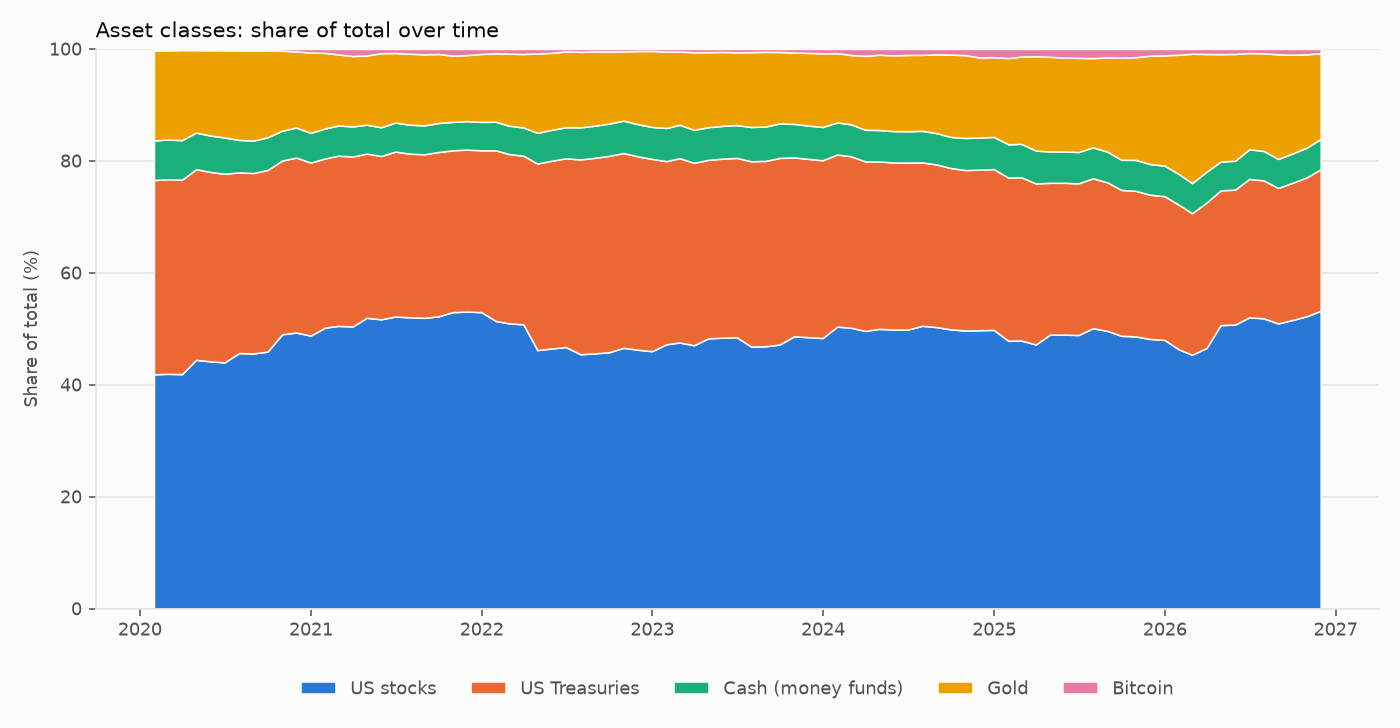 Asset classes: share of total over time
Share of total (%)
100
80
60
40
20
0
2020 2021 2022 2023 2024 2025 2026 2027
US stocks US Treasuries Cash (money funds) Gold Bitcoin